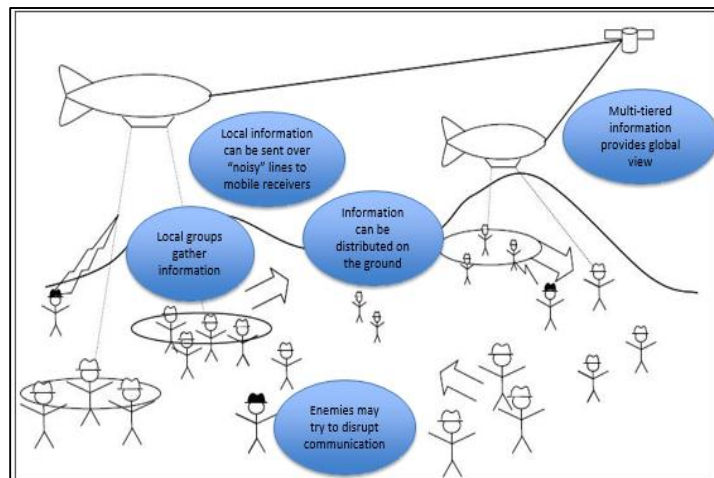 Local information
can be sent over
“noisy” lines to
mobile receivers
Multi-tiered
information
provides global
view
Local groups
gather
information
Information
can be
distributed on
the ground
Enemies may
try to disrupt
communication